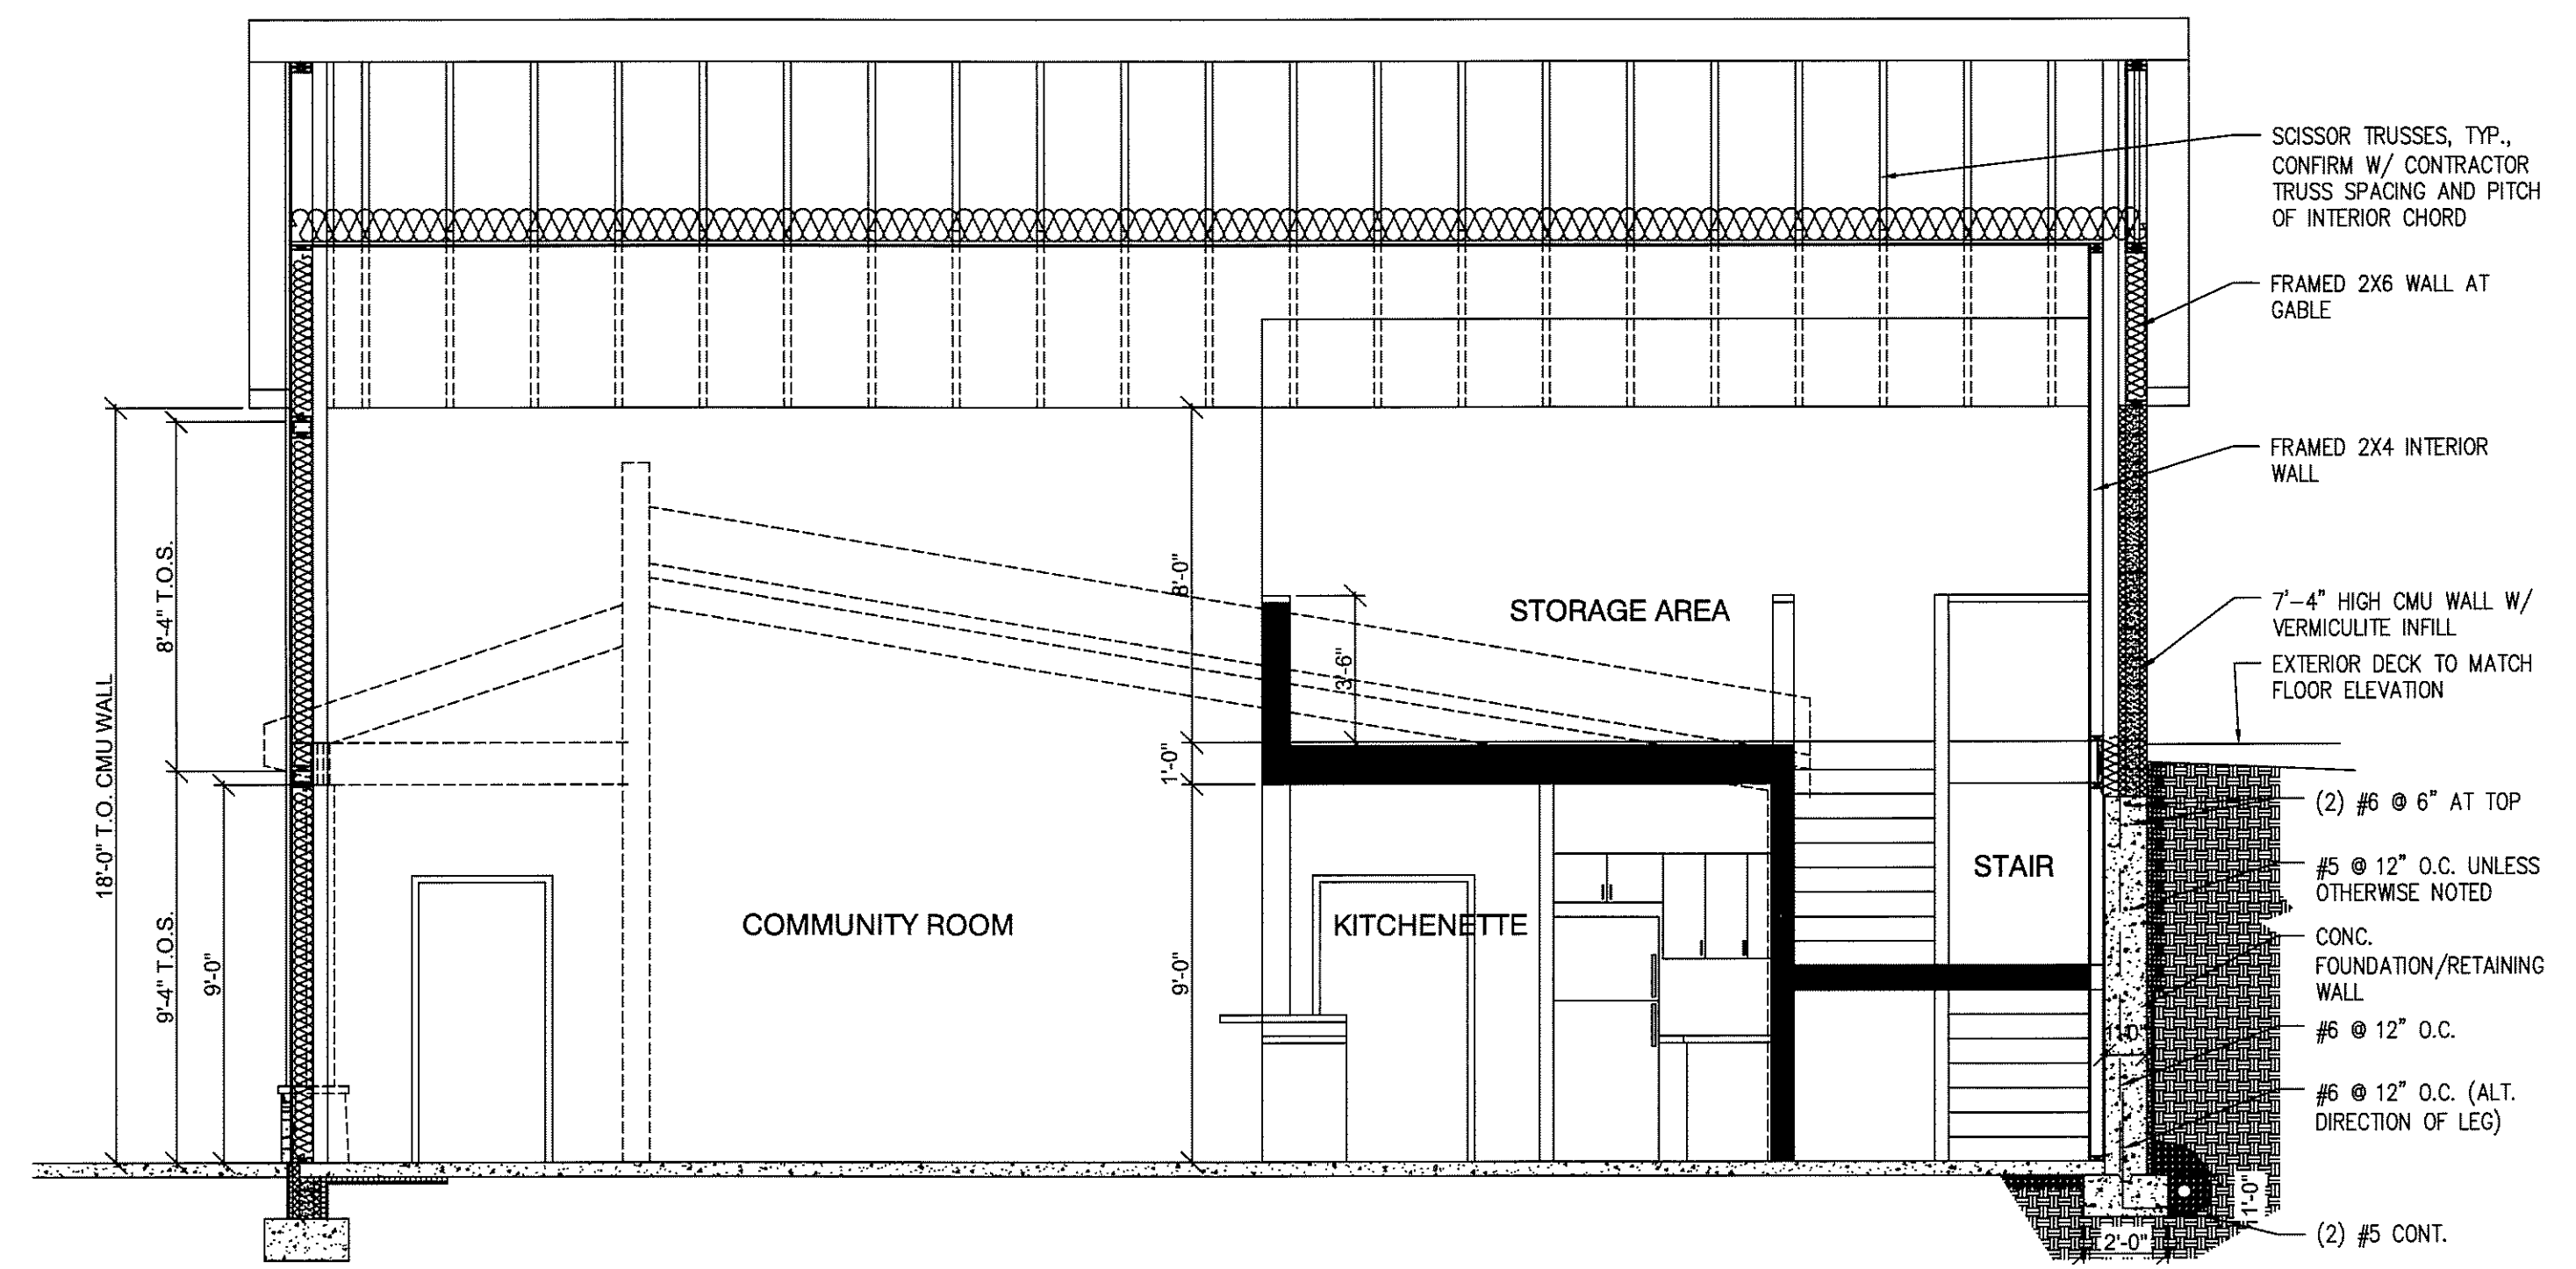 SCISSOR TRUSSES, TYP.,
CONFIRM W/ CONTRACTOR
TRUSS SPACING AND PITCH
OF INTERIOR CHORD
FRAMED 2X6 WALL AT
GABLE
FRAMED 2X4 INTERIOR
WALL
7'-4" HIGH CMU WALL W/
VERMICULITE INFILL
EXTERIOR DECK TO MATCH
FLOOR ELEVATION
(2) #6 @ 6" AT TOP
#5 @ 12" O.C. UNLESS
OTHERWISE NOTED
CONC.
FOUNDATION/RETAINING
WALL
#6 @ 12" O.C.
#6 @ 12" O.C. (ALT.
DIRECTION OF LEG)
(2) #5 CONT.
18'-0" T.O. CMU WALL
8'-4" T.O.S.
9'-4" T.O.S.
9'-0"
8'-0"
1'-0"
9'-0"
3'-6"
STORAGE AREA
COMMUNITY ROOM
KITCHENETTE
STAIR
1'-0"
1'-0"
2'-0"